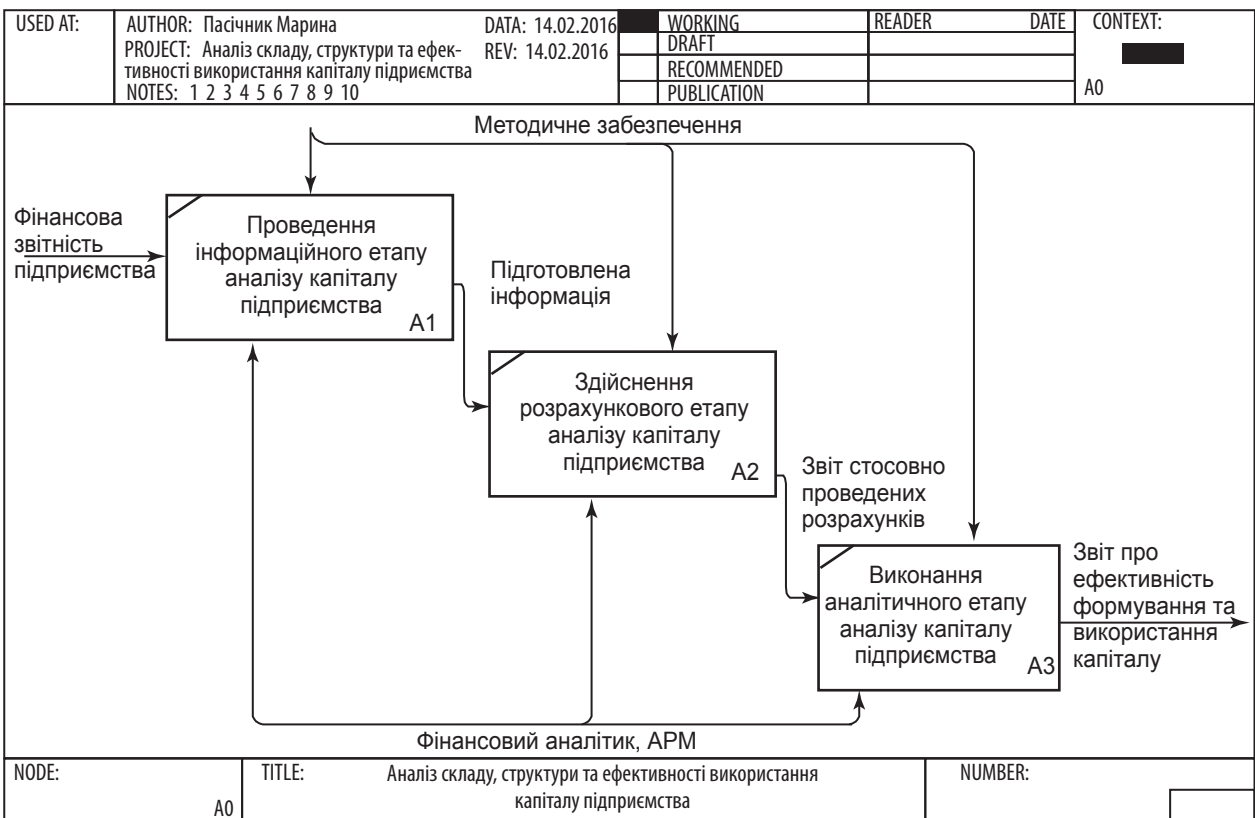 USED AT:
AUTHOR: Пасічник Марина
DATA: 14.02.2016
PROJECT: Аналіз складу, структури та ефек-
REV: 14.02.2016
тивності використання капіталу підриємства
NOTES: 1 2 3 4 5 6 7 8 9 10
WORKING
DRAFT
RECOMMENDED
PUBLICATION
READER DATE
CONTEXT:
A0
Методичне забезпечення
Фінансова
звітність
підприємства
Проведення
інформаційного етапу
аналізу капіталу
підприємства
A1
Підготовлена
інформація
Здійснення
розрахункового етапу
аналізу капіталу
підприємства
A2
Звіт стосовно
проведених
розрахунків
Виконання
аналітичного етапу
аналізу капіталу
підприємства
A3
Звіт про
ефективність
формування та
використання
капіталу
Фінансовий аналітик, АРМ
NODE:
A0
TITLE:
Аналіз складу, структури та ефективності використання
капіталу підприємства
NUMBER: